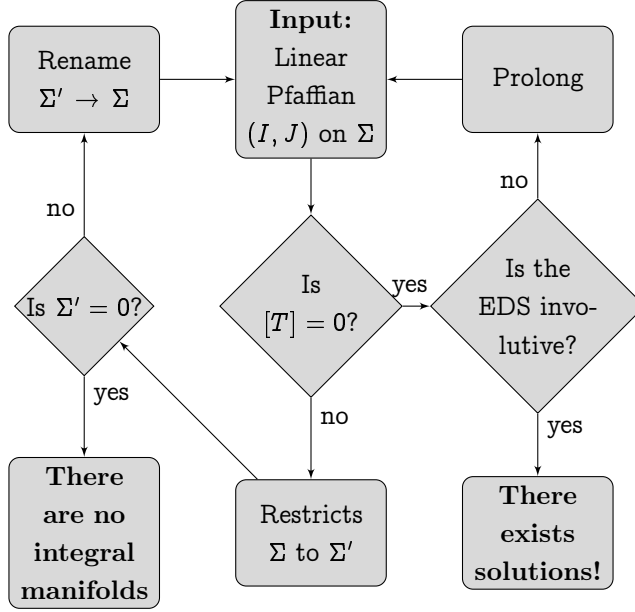 Rename
Σ′ → Σ
Input:
Linear
Pfaffian
(I, J) on Σ
Prolong
no
no
Is Σ′ = 0?
Is
[T] = 0?
yes
Is the
EDS invo-
lutive?
yes
no
yes
There
are no
integral
manifolds
Restricts
Σ to Σ′
There
exists
solutions!